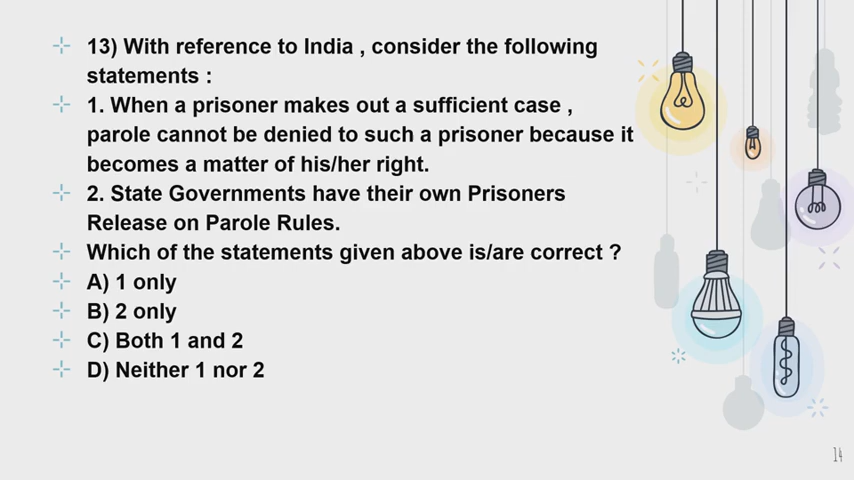 13) With reference to India , consider the following
statements :
1. When a prisoner makes out a sufficient case ,
parole cannot be denied to such a prisoner because it
becomes a matter of his/her right.
2. State Governments have their own Prisoners
Release on Parole Rules.
Which of the statements given above is/are correct ?
A) 1 only
B) 2 only
C) Both 1 and 2
D) Neither 1 nor 2
14